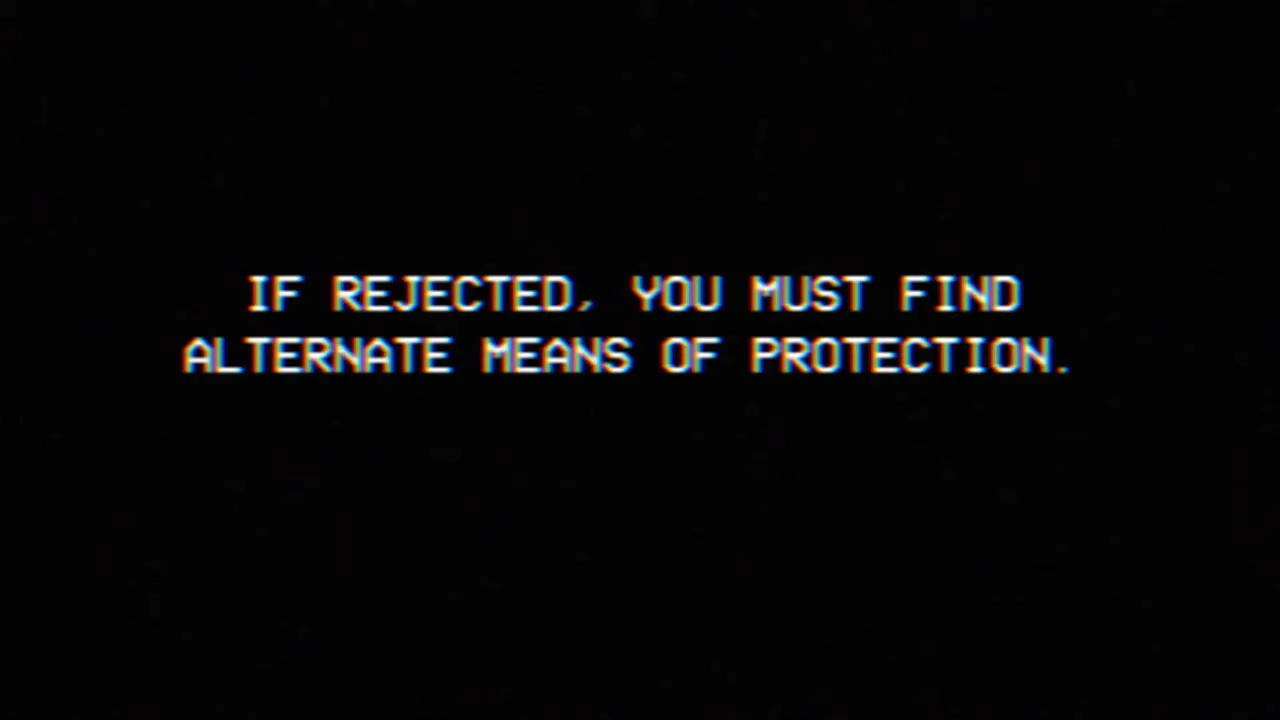 IF REJECTED, YOU MUST FIND
ALTERNATE MEANS OF PROTECTION.